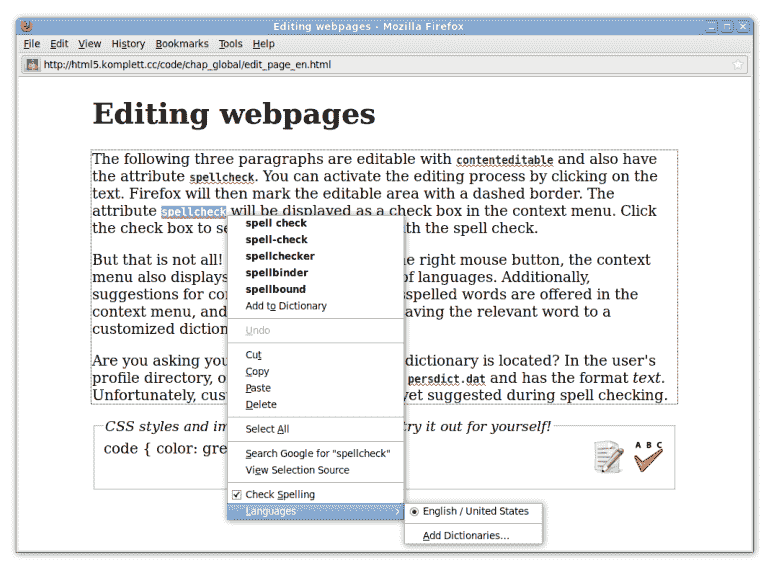 Editing webpages - Mozilla Firefox
File Edit View History Bookmarks Tools Help
http://html5.komplett.cc/code/chap_global/edit_page_en.html
Editing webpages
The following three paragraphs are editable with contenteditable and also have
the attribute spellcheck. You can activate the editing process by clicking on the
text. Firefox will then mark the editable area with a dashed border. The
attribute spellcheck will be displayed as a check box in the context menu. Click
the check box to se th the spell check.
But that is not all! e right mouse button, the context
menu also displays of languages. Additionally,
suggestions for co sspelled words are offered in the
context menu, and aving the relevant word to a
customized diction
Are you asking you dictionary is located? In the user's
profile directory, o persdict.dat and has the format text.
Unfortunately, cus yet suggested during spell checking.
CSS styles and im try it out for yourself!
code { color: gre
A B C
spell check
spell-check
spellchecker
spellbinder
spellbound
Add to Dictionary
Undo
Cut
Copy
Paste
Delete
Select All
Search Google for "spellcheck"
View Selection Source
Check Spelling
Languages
English / United States
Add Dictionaries...